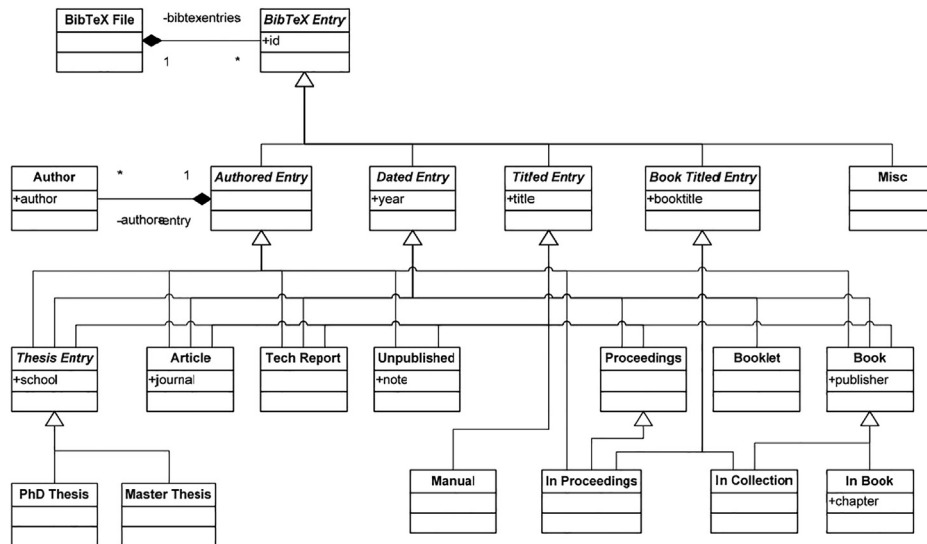 BibTeX File
-bibtexentries
BibTeX Entry
+id
1
*
Author
+author
*
1
-authors
entry
Authored Entry
Dated Entry
+year
Titled Entry
+title
Book Titled Entry
+booktitle
Misc
Thesis Entry
+school
Article
+journal
Tech Report
Unpublished
+note
Proceedings
Booklet
Book
+publisher
PhD Thesis
Master Thesis
Manual
In Proceedings
In Collection
In Book
+chapter